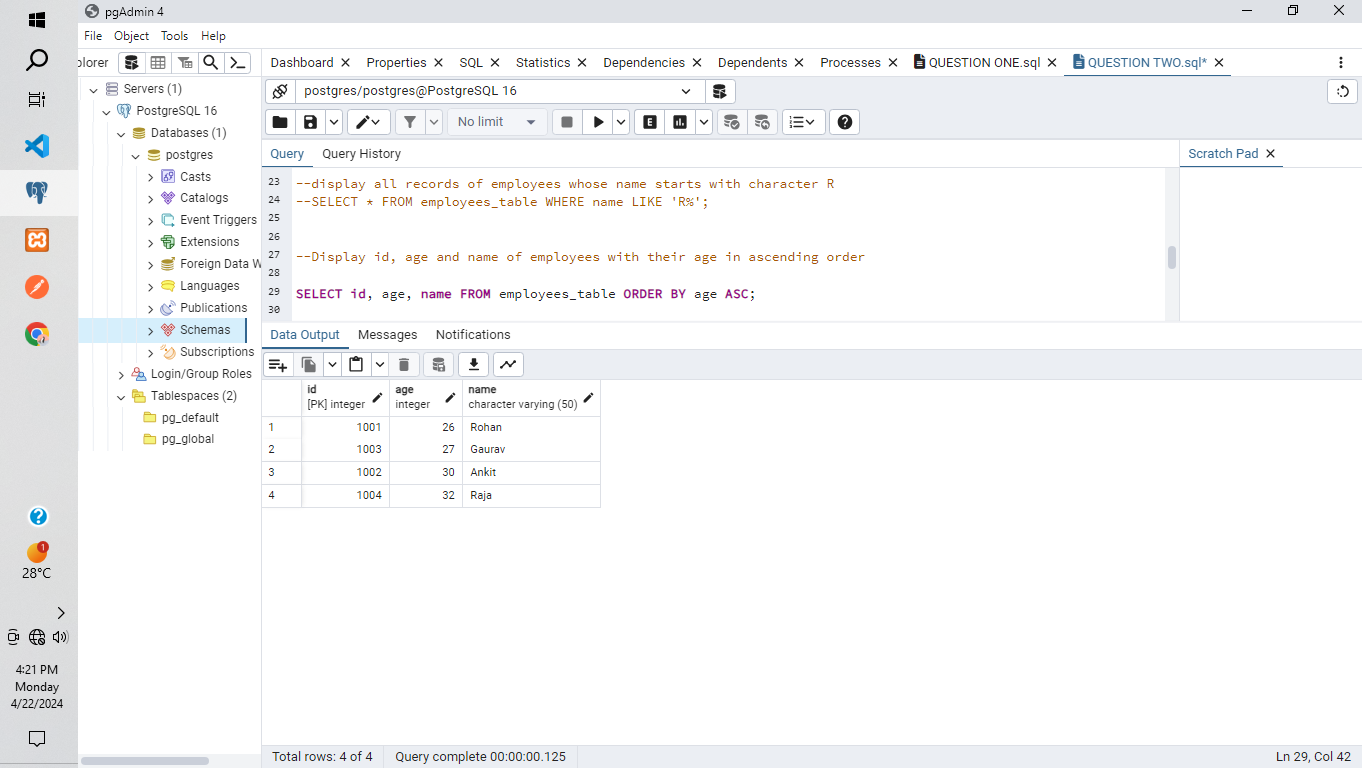 pgAdmin 4
File Object Tools Help
plorer
Dashboard Properties SQL Statistics Dependencies Dependents Processes QUESTION ONE.sql QUESTION TWO.sql*
Servers (1)
PostgreSQL 16
Databases (1)
postgres
Casts
Catalogs
Event Triggers
Extensions
Foreign Data W
Languages
Publications
Schemas
Subscriptions
Login/Group Roles
Tablespaces (2)
pg_default
pg_global
postgres/postgres@PostgreSQL 16
No limit
E
Query Query History
Scratch Pad
23 --display all records of employees whose name starts with character R
24 --SELECT * FROM employees_table WHERE name LIKE 'R%';
25
26
27 --Display id, age and name of employees with their age in ascending order
28
29 SELECT id, age, name FROM employees_table ORDER BY age ASC;
30
Data Output Messages Notifications
id age name
[PK] integer integer character varying (50)
1 1001 26 Rohan
2 1003 27 Gaurav
3 1002 30 Ankit
4 1004 32 Raja
Total rows: 4 of 4 Query complete 00:00:00.125 Ln 29, Col 42
1
28°C
4:21 PM
Monday
4/22/2024